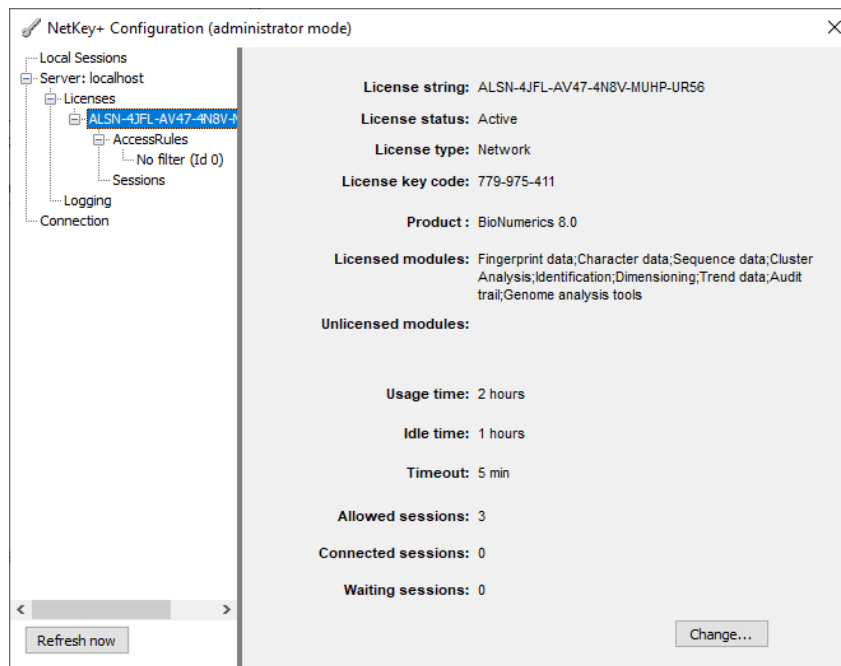 NetKey+ Configuration (administrator mode)
Local Sessions
Server: localhost
Licenses
ALSN-4JFL-AV47-4N8V-M
AccessRules
No filter (Id 0)
Sessions
Logging
Connection
Refresh now
License string: ALSN-4JFL-AV47-4N8V-MUHP-UR56
License status: Active
License type: Network
License key code: 779-975-411
Product : BioNumerics 8.0
Licensed modules: Fingerprint data;Character data;Sequence data;Cluster
Analysis;Identification;Dimensioning;Trend data;Audit
trail;Genome analysis tools
Unlicensed modules:
Usage time: 2 hours
Idle time: 1 hours
Timeout: 5 min
Allowed sessions: 3
Connected sessions: 0
Waiting sessions: 0
Change...